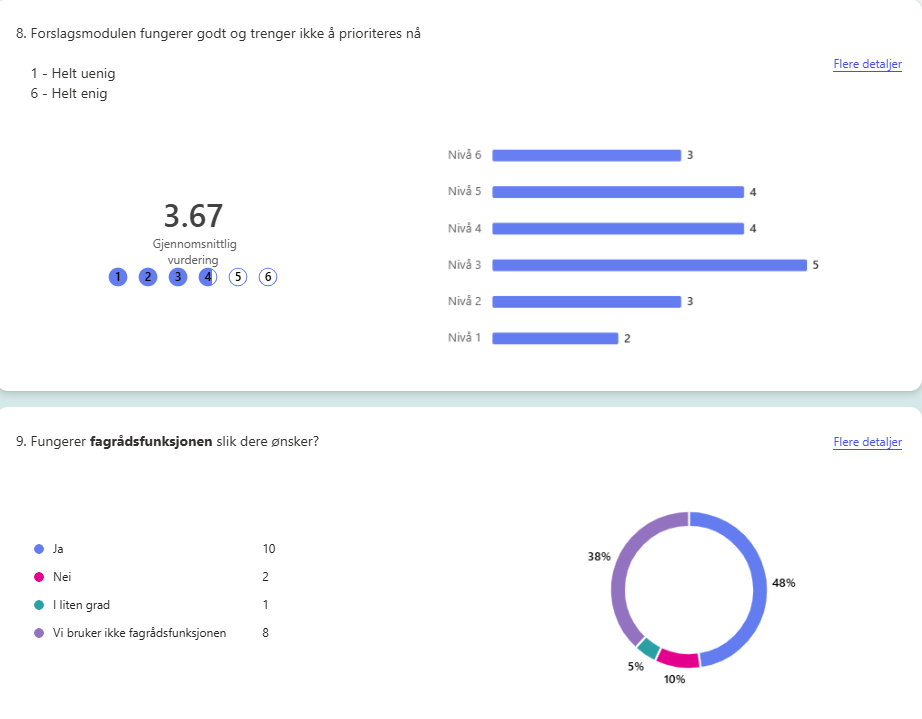 8. Forslagsmodulen fungerer godt og trenger ikke å prioriteres nå
Flere detaljer
1 - Helt uenig
6 - Helt enig
3.67
Gjennomsnittlig
vurdering
1 2 3 4 5 6
Nivå 6 3
Nivå 5 4
Nivå 4 4
Nivå 3 5
Nivå 2 3
Nivå 1 2
9. Fungerer fagrådsfunksjonen slik dere ønsker?
Flere detaljer
Ja 10
Nei 2
I liten grad 1
Vi bruker ikke fagrådsfunksjonen 8
38%
48%
5%
10%